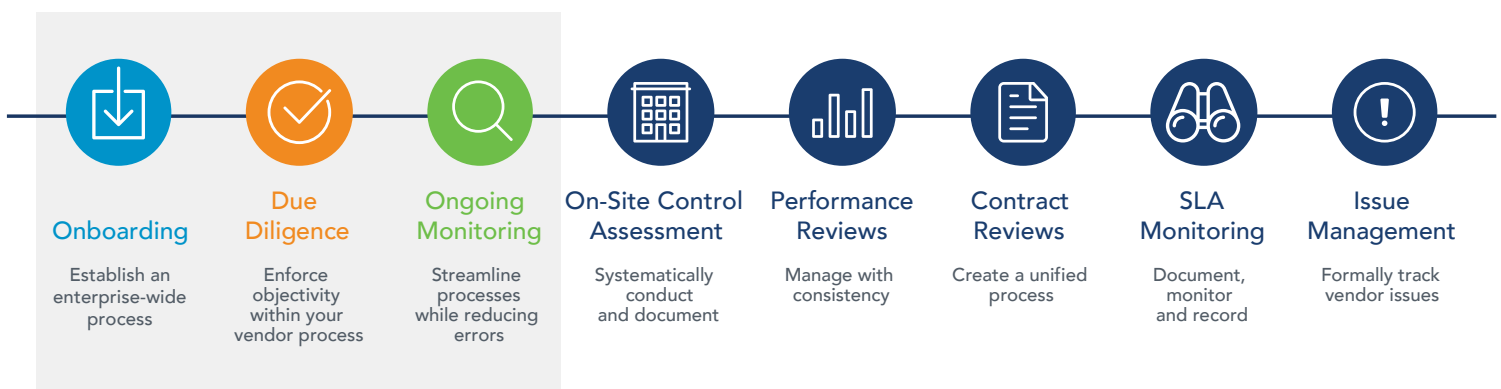 Onboarding
Establish an
enterprise-wide
process
Due
Diligence
Enforce
objectivity
within your
vendor process
Ongoing
Monitoring
Streamline
processes
while reducing
errors
On-Site Control
Assessment
Systematically
conduct
and document
Performance
Reviews
Manage with
consistency
Contract
Reviews
Create a unified
process
SLA
Monitoring
Document,
monitor
and record
Issue
Management
Formally track
vendor issues